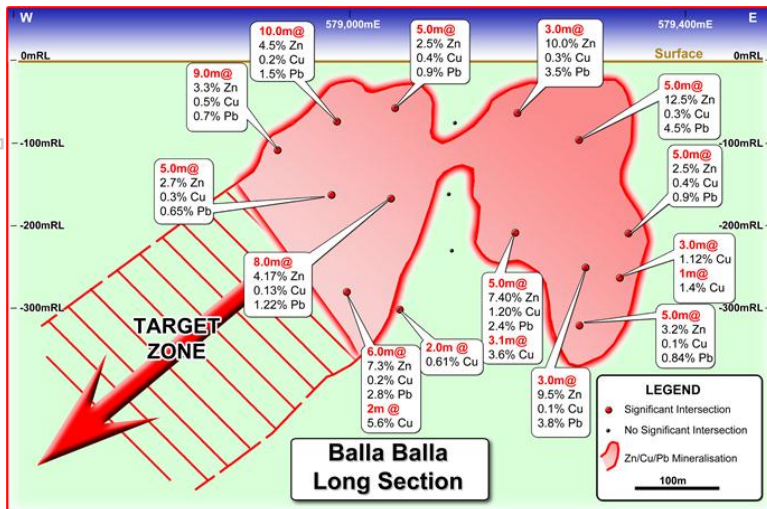 W
579,000mE
579,400mE
E
0mRL
Surface
0mRL
10.0m@
4.5% Zn
0.2% Cu
1.5% Pb
5.0m@
2.5% Zn
0.4% Cu
0.9% Pb
3.0m@
10.0% Zn
0.3% Cu
3.5% Pb
9.0m@
3.3% Zn
0.5% Cu
0.7% Pb
5.0m@
12.5% Zn
0.3% Cu
4.5% Pb
-100mRL
-100mRL
5.0m@
2.7% Zn
0.3% Cu
0.65% Pb
5.0m@
2.5% Zn
0.4% Cu
0.9% Pb
-200mRL
-200mRL
8.0m@
4.17% Zn
0.13% Cu
1.22% Pb
3.0m@
1.12% Cu
1m@
1.4% Cu
5.0m@
7.40% Zn
1.20% Cu
2.4% Pb
3.1m@
3.6% Cu
-300mRL
-300mRL
5.0m@
3.2% Zn
0.1% Cu
0.84% Pb
TARGET
ZONE
6.0m@
7.3% Zn
0.2% Cu
2.8% Pb
2m @
5.6% Cu
2.0m @
0.61% Cu
3.0m@
9.5% Zn
0.1% Cu
3.8% Pb
Balla Balla
Long Section
LEGEND
Significant Intersection
No Significant Intersection
Zn/Cu/Pb Mineralisation
100m